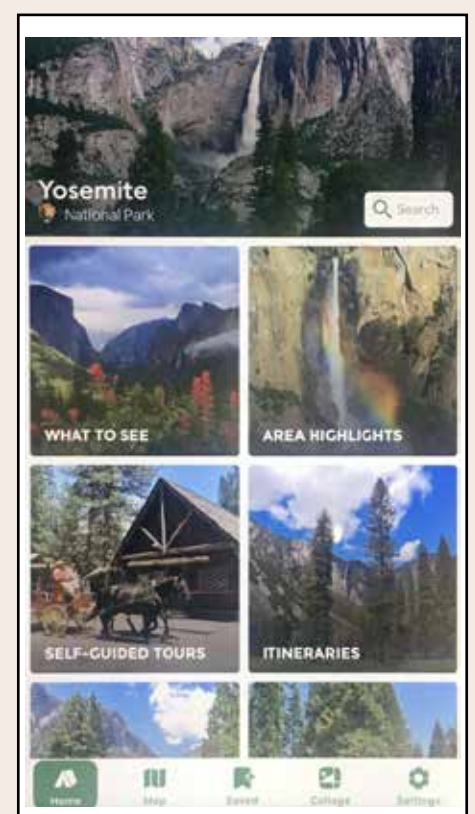 Yosemite
National Park
Search
WHAT TO SEE
AREA HIGHLIGHTS
SELF-GUIDED TOURS
ITINERARIES
Home
Map
Saved
Collage
Settings